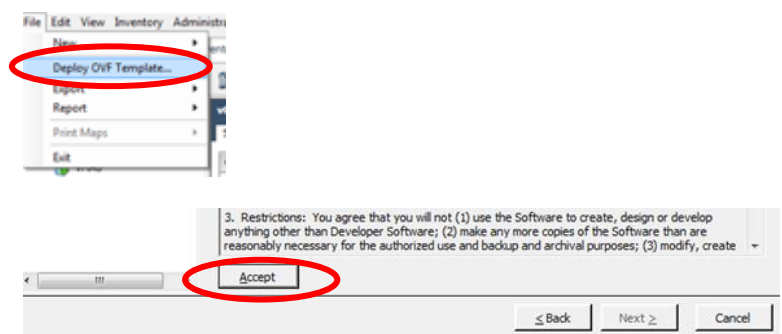 File Edit View Inventory Administr
New
Deploy OVF Template...
Export
Report
Print Maps
Exit
3. Restrictions: You agree that you will not (1) use the Software to create, design or develop
anything other than Developer Software; (2) make any more copies of the Software than are
reasonably necessary for the authorized use and backup and archival purposes; (3) modify, create
Accept
≤ Back
Next ≥
Cancel